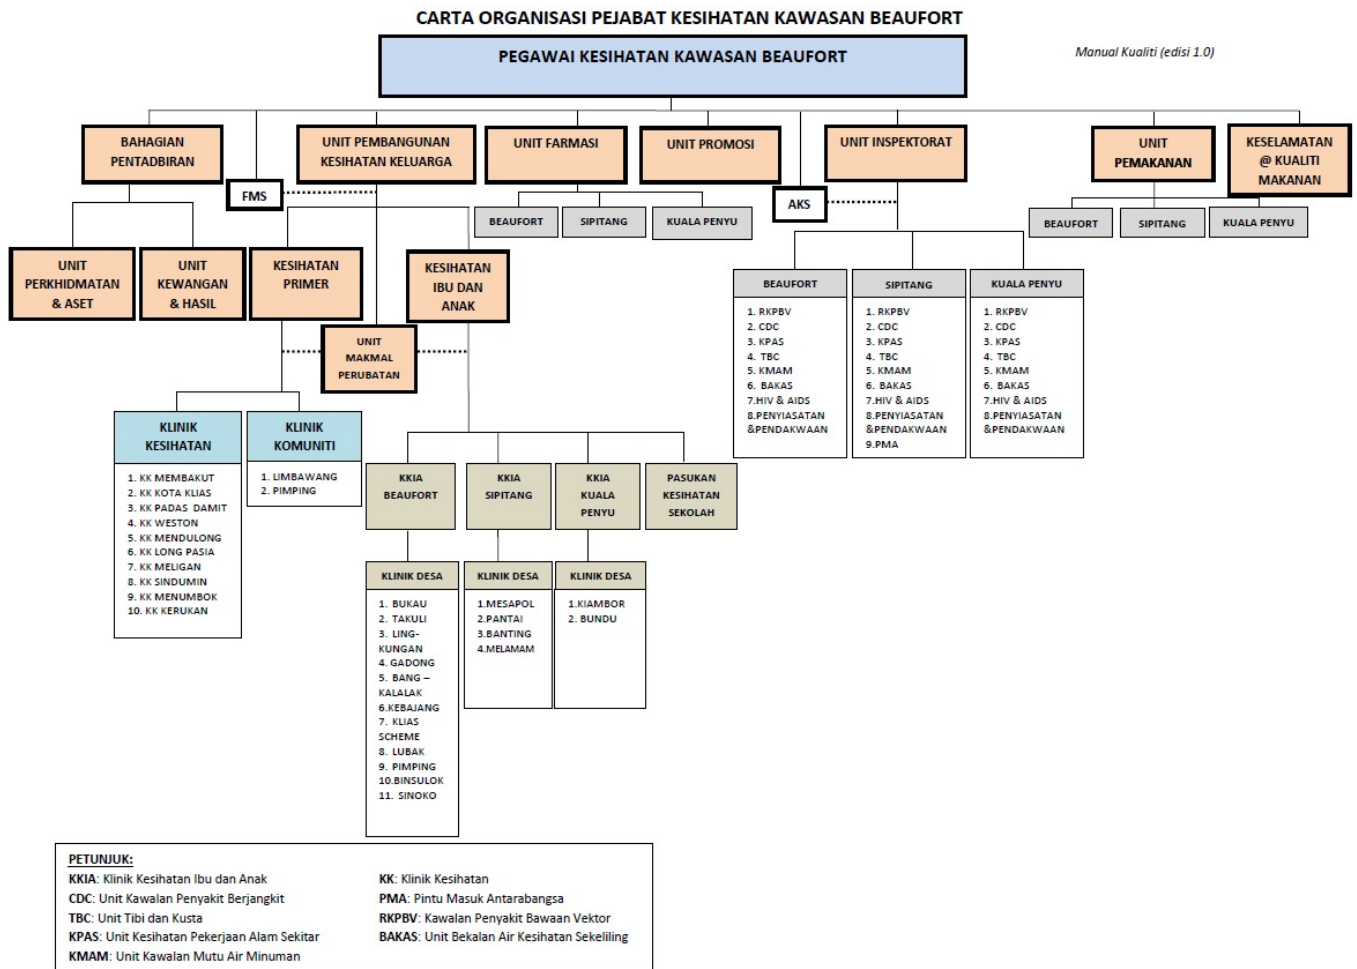 CARTA ORGANISASI PEJABAT KESIHATAN KAWASAN BEAUFORT
PEGAWAI KESIHATAN KAWASAN BEAUFORT
Manual Kualiti (edisi 1.0)
BAHAGIAN
PENTADBIRAN
FMS
UNIT PEMBANGUNAN
KESIHATAN KELUARGA
UNIT FARMASI
UNIT PROMOSI
AKS
UNIT INSPEKTORAT
UNIT
PEMAKANAN
KESELAMATAN
@ KUALITI
MAKANAN
BEAUFORT
SIPITANG
KUALA PENYU
BEAUFORT
SIPITANG
KUALA PENYU
UNIT
PERKHIDMATAN
& ASET
UNIT
KEWANGAN
& HASIL
KESIHATAN
PRIMER
KESIHATAN
IBU DAN
ANAK
UNIT
MAKMAL
PERUBATAN
BEAUFORT
1. RKPBV
2. CDC
3. KPAS
4. TBC
5. KMAM
6. BAKAS
7.HIV & AIDS
8.PENYIASATAN
&PENDAKWAAN
SIPITANG
1. RKPBV
2. CDC
3. KPAS
4. TBC
5. KMAM
6. BAKAS
7.HIV & AIDS
8.PENYIASATAN
&PENDAKWAAN
9.PMA
KUALA PENYU
1. RKPBV
2. CDC
3. KPAS
4. TBC
5. KMAM
6. BAKAS
7.HIV & AIDS
8.PENYIASATAN
&PENDAKWAAN
KLINIK
KESIHATAN
1. KK MEMBAKUT
2. KK KOTA KLIAS
3. KK PADAS DAMIT
4. KK WESTON
5. KK MENDULONG
6. KK LONG PASIA
7. KK MELIGAN
8. KK SINDUMIN
9. KK MENUMBOK
10. KK KERUKAN
KLINIK
KOMUNITI
1. LIMBAWANG
2. PIMPING
KKIA
BEAUFORT
KKIA
SIPITANG
KKIA
KUALA
PENYU
PASUKAN
KESIHATAN
SEKOLAH
KLINIK DESA
1. BUKAU
2. TAKULI
3. LING-
KUNGAN
4. GADONG
5. BANG –
KALALAK
6.KEBAJANG
7. KLIAS
SCHEME
8. LUBAK
9. PIMPING
10.BINSULOK
11. SINOKO
KLINIK DESA
1.MESAPOL
2.PANTAI
3.BANTING
4.MELAMAM
KLINIK DESA
1.KIAMBOR
2. BUNDU
PETUNJUK:
KKIA: Klinik Kesihatan Ibu dan Anak
CDC: Unit Kawalan Penyakit Berjangkit
TBC: Unit Tibi dan Kusta
KPAS: Unit Kesihatan Pekerjaan Alam Sekitar
KMAM: Unit Kawalan Mutu Air Minuman
KK: Klinik Kesihatan
PMA: Pintu Masuk Antarabangsa
RKPBV: Kawalan Penyakit Bawaan Vektor
BAKAS: Unit Bekalan Air Kesihatan Sekeliling